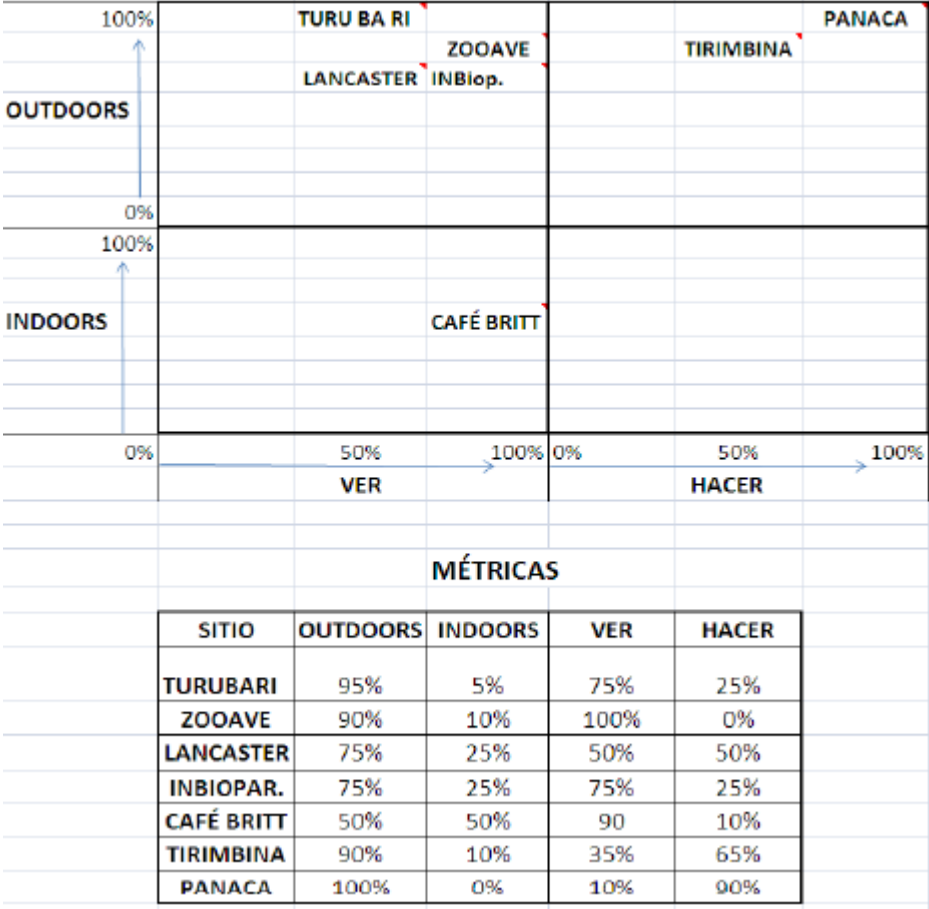 100% TURU BA RI PANACA
ZOOAVE TIRIMBINA
LANCASTER INBiop.
OUTDOORS
0%
100%
INDOORS CAFÉ BRITT
0% 50% 100% 0% 50% 100%
VER HACER
MÉTRICAS
SITIO OUTDOORS INDOORS VER HACER
TURUBARI 95% 5% 75% 25%
ZOOAVE 90% 10% 100% 0%
LANCASTER 75% 25% 50% 50%
INBIOPAR. 75% 25% 75% 25%
CAFÉ BRITT 50% 50% 90 10%
TIRIMBINA 90% 10% 35% 65%
PANACA 100% 0% 10% 90%